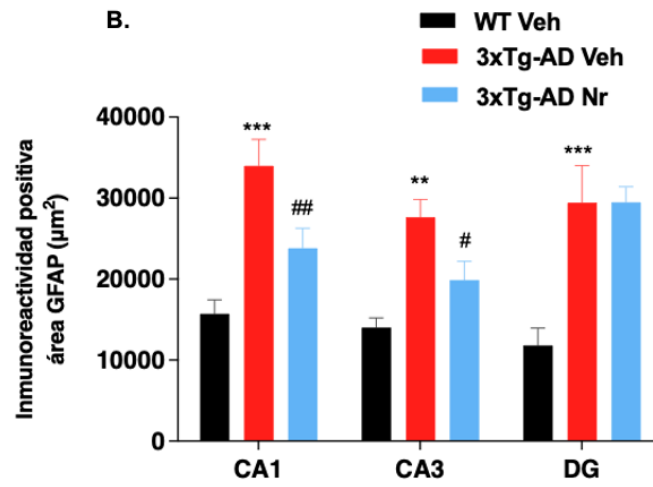 B.
WT Veh
3xTg-AD Veh
3xTg-AD Nr
Inmunoreactividad positiva
área GFAP (µm²)
40000
30000
20000
10000
0
***
##
**
#
***
CA1
CA3
DG